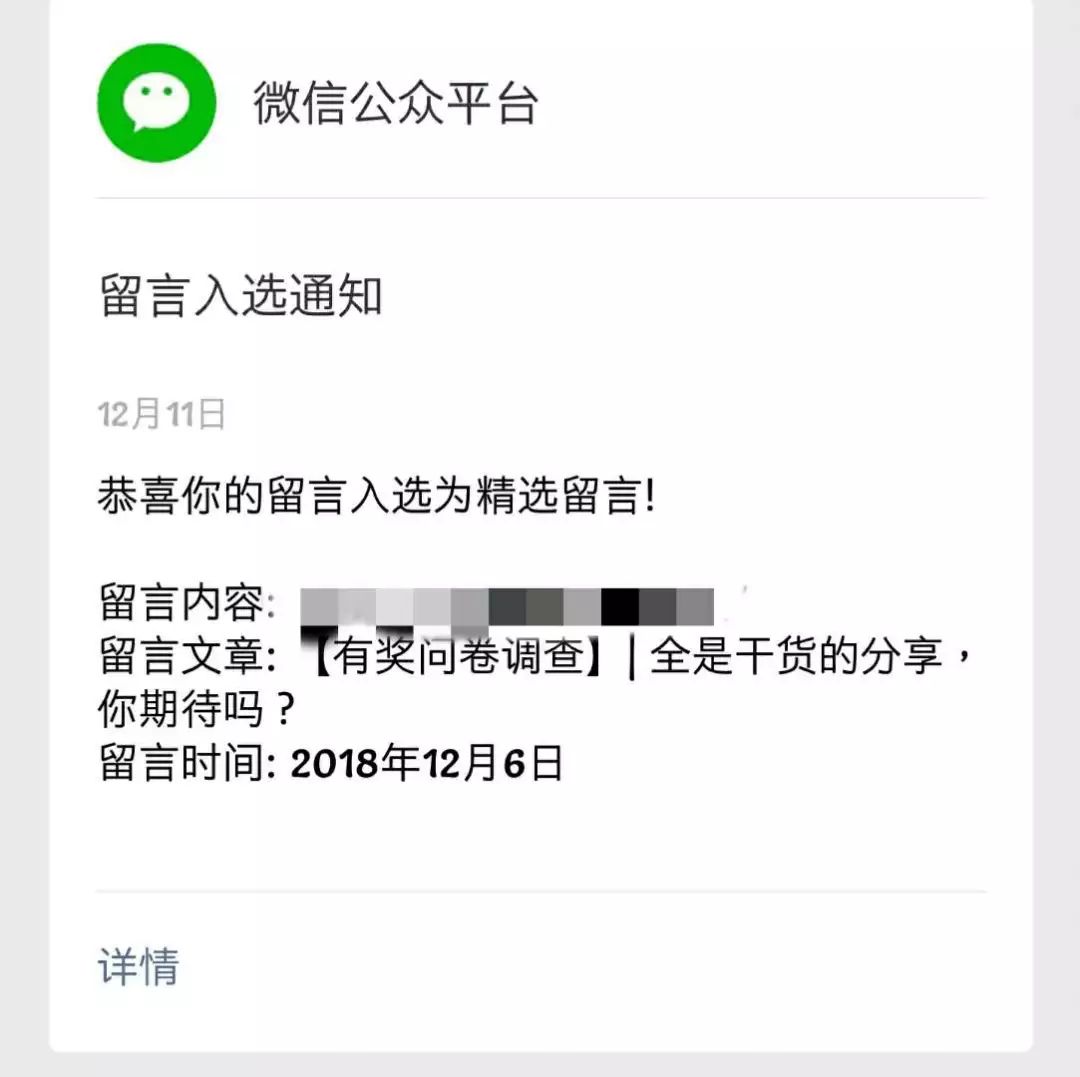 微信公众平台
留言入选通知
12月11日
恭喜你的留言入选为精选留言!
留言内容:
留言文章: 【有奖问卷调查】| 全是干货的分享，
你期待吗？
留言时间: 2018年12月6日
详情